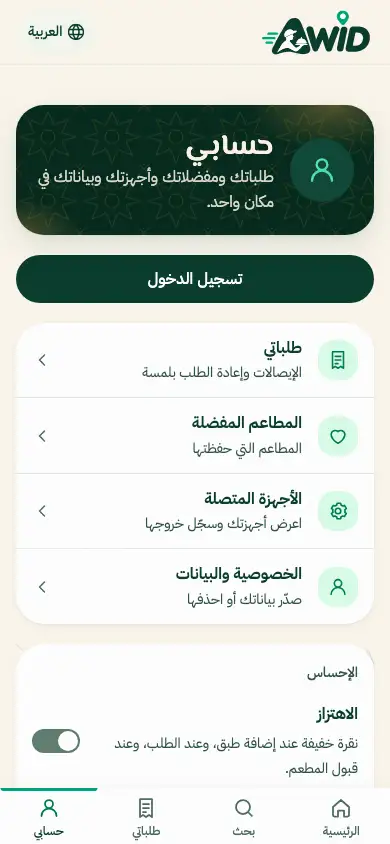 AWID
العربية
حسابي
طلباتك ومفضلاتك وأجهزتك وبياناتك في
مكان واحد.
تسجيل الدخول
طلباتي
الإيصالات وإعادة الطلب بلمسة
المطاعم المفضلة
المطاعم التي حفظتها
الأجهزة المتصلة
اعرض أجهزتك وسجّل خروجها
الخصوصية والبيانات
صدّر بياناتك أو احذفها
الإحساس
الاهتزاز
نقرة خفيفة عند إضافة طبق، وعند الطلب، وعند
قبول المطعم.
الرئيسية
بحث
طلباتي
حسابي